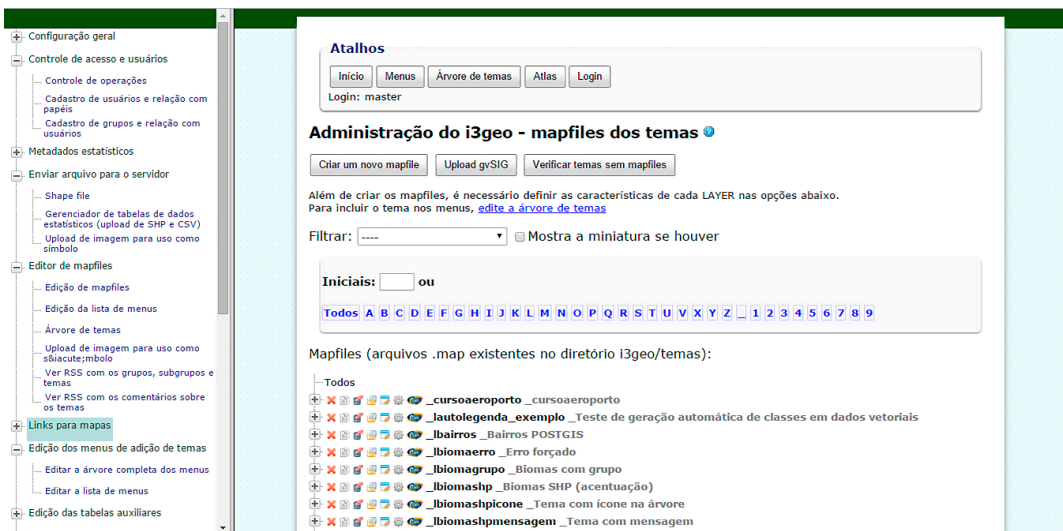 Configuração geral
Controle de acesso e usuários
Controle de operações
Cadastro de usuários e relação com
papéis
Cadastro de grupos e relação com
usuários
Metadados estatísticos
Enviar arquivo para o servidor
Shape file
Gerenciador de tabelas de dados
estatísticos (upload de SHP e CSV)
Upload de imagem para uso como
símbolo
Editor de mapfiles
Edição de mapfiles
Edição da lista de menus
Árvore de temas
Upload de imagem para uso como
s&iacute;mbolo
Ver RSS com os grupos, subgrupos e
temas
Ver RSS com os comentários sobre
os temas
Links para mapas
Edição dos menus de adição de temas
Editar a árvore completa dos menus
Editar a lista de menus
Edição das tabelas auxiliares
Atalhos
Início Menus Árvore de temas Atlas Login
Login: master
Administração do i3geo - mapfiles dos temas
Criar um novo mapfile Upload gvSIG Verificar temas sem mapfiles
Além de criar os mapfiles, é necessário definir as características de cada LAYER nas opções abaixo.
Para incluir o tema nos menus, edite a árvore de temas
Filtrar: ---- Mostra a miniatura se houver
Iniciais: ou
Todos A B C D E F G H I J K L M N O P Q R S T U V X Y Z _ 1 2 3 4 5 6 7 8 9
Mapfiles (arquivos .map existentes no diretório i3geo/temas):
Todos
_cursoaeroporto _cursoaeroporto
_lautolegenda_exemplo _Teste de geração automática de classes em dados vetoriais
_lbairros _Bairros POSTGIS
_lbiomaerro _Erro forçado
_lbiomagrupo _Biomas com grupo
_lbiomashp _Biomas SHP (acentuação)
_lbiomashpicone _Tema com ícone na árvore
_lbiomashpmensagem _Tema com mensagem